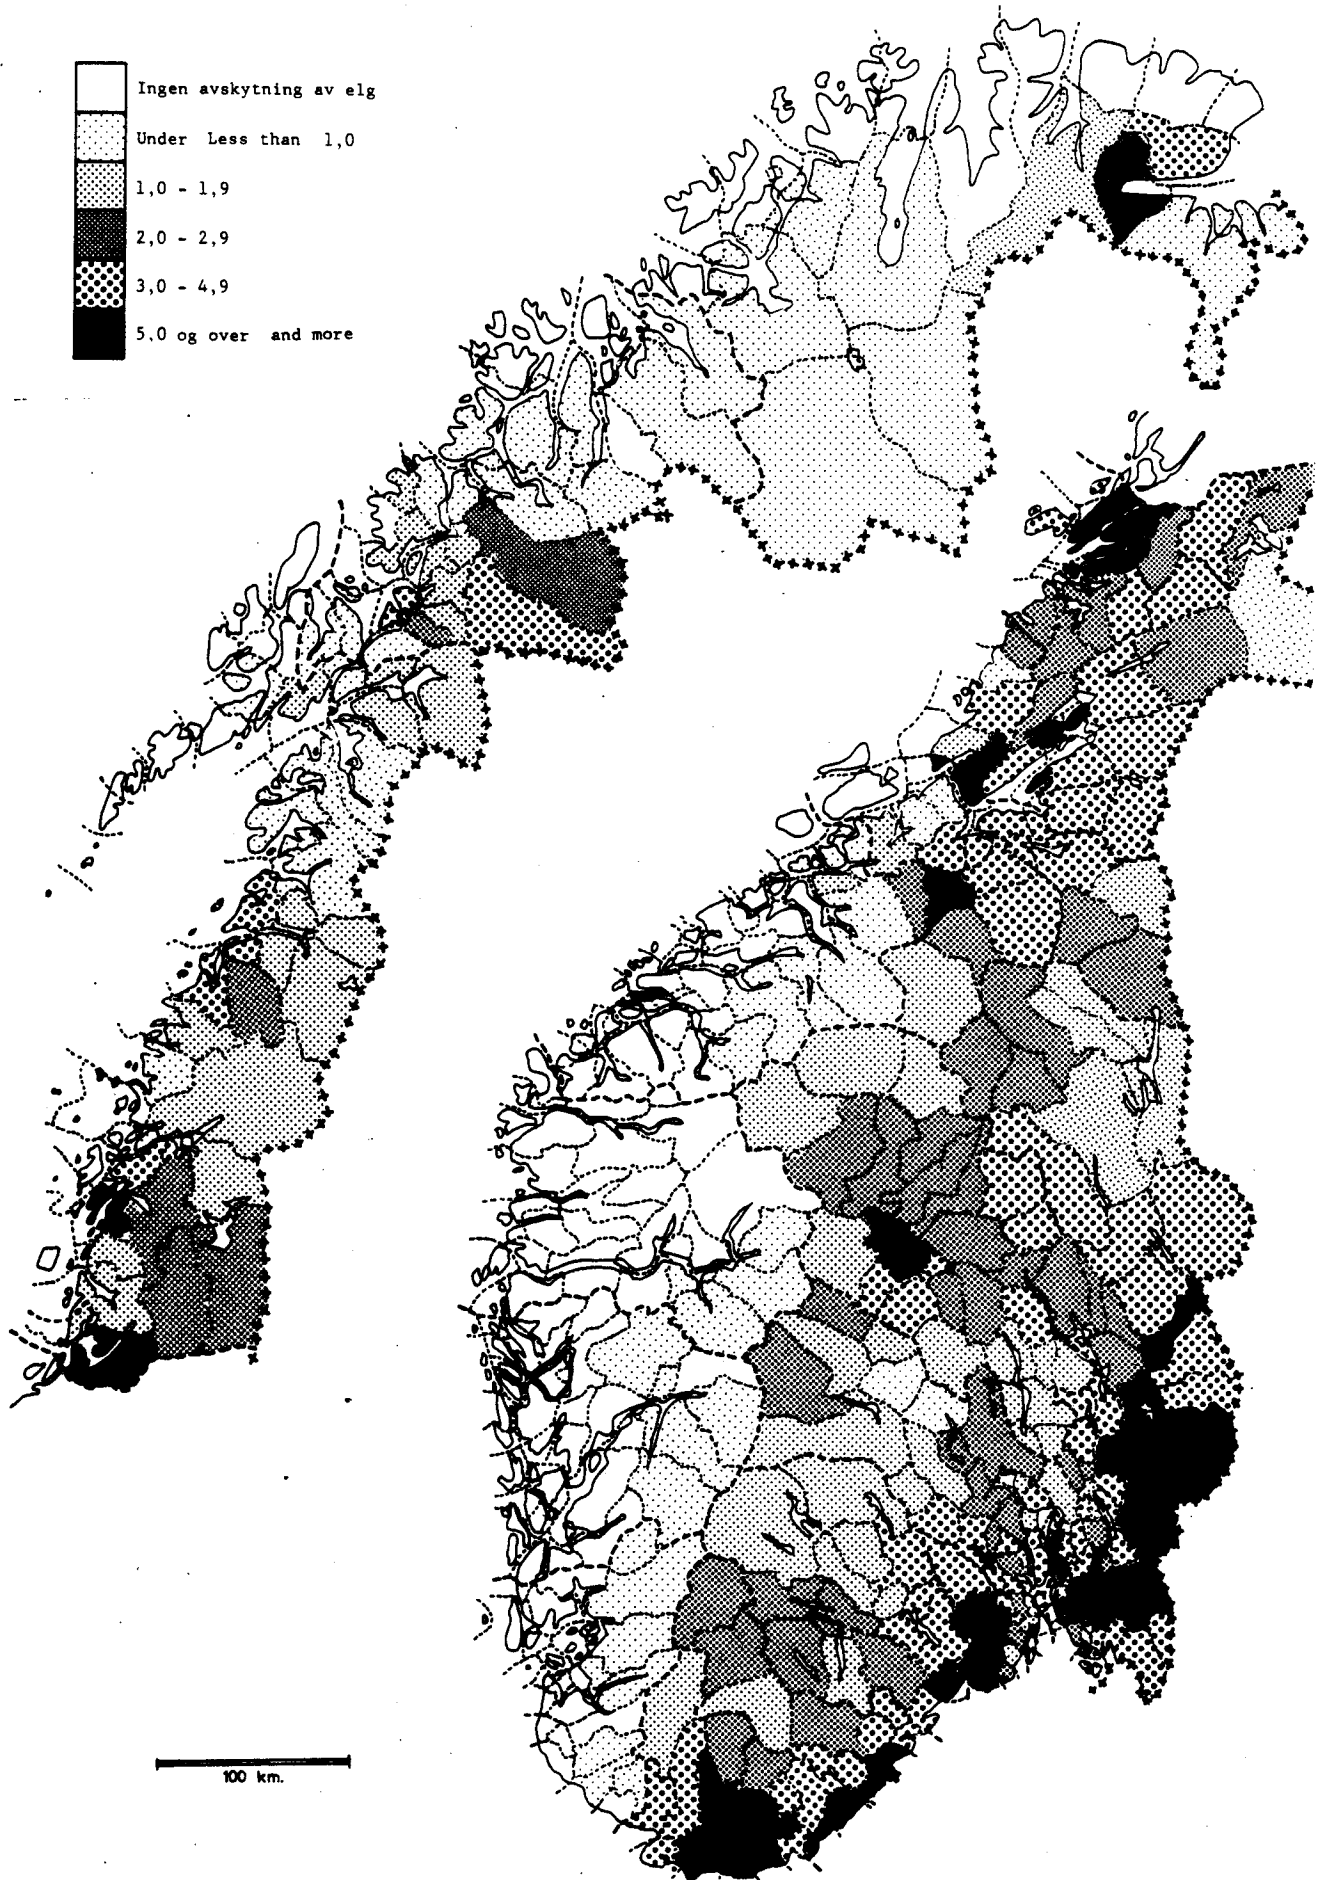 Ingen avskytning av elg
Under Less than 1,0
1,0 - 1,9
2,0 - 2,9
3,0 - 4,9
5,0 og over and more
100 km.